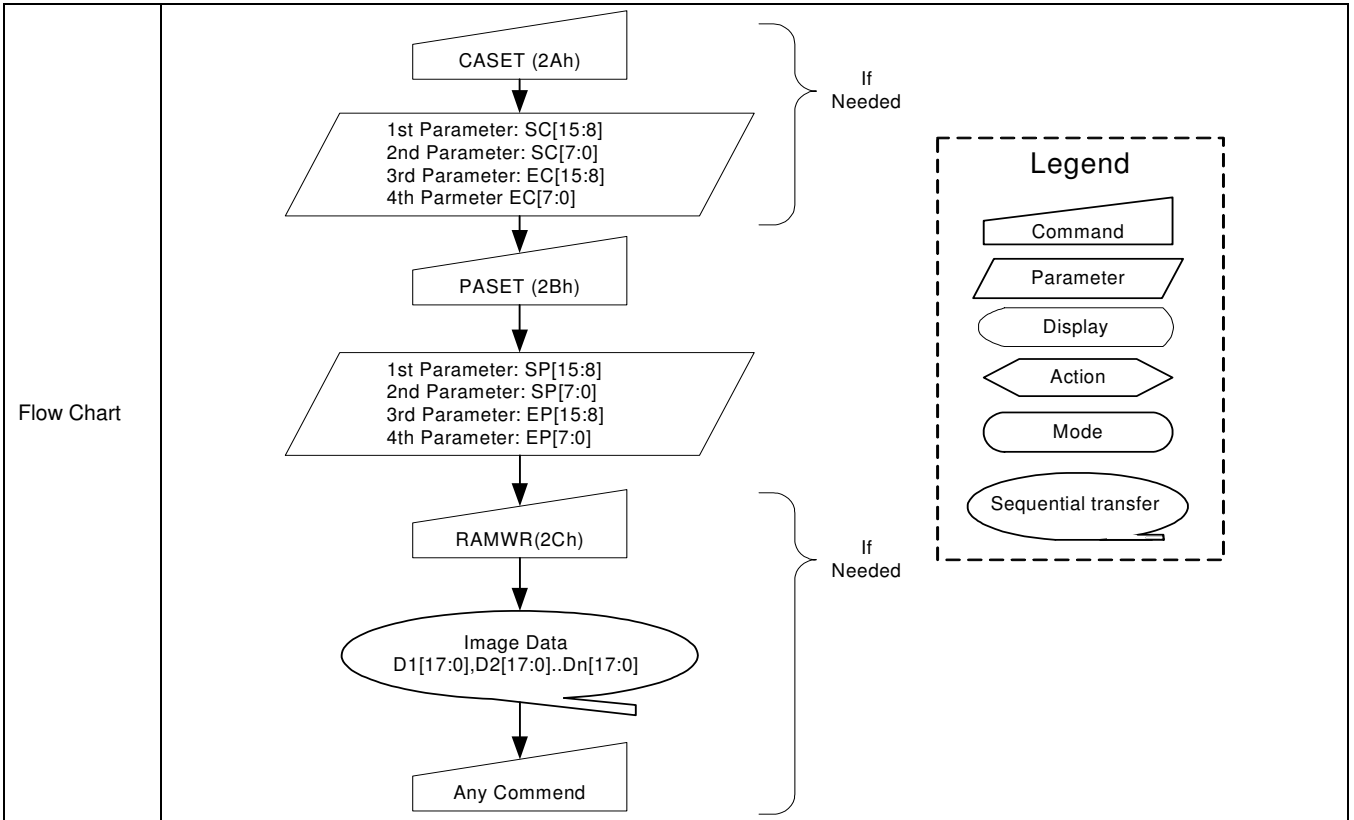 Flow Chart
CASET (2Ah)
1st Parameter: SC[15:8]
2nd Parameter: SC[7:0]
3rd Parameter: EC[15:8]
4th Parmeter EC[7:0]
If
Needed
PASET (2Bh)
1st Parameter: SP[15:8]
2nd Parameter: SP[7:0]
3rd Parameter: EP[15:8]
4th Parameter: EP[7:0]
RAMWR(2Ch)
Image Data
D1[17:0],D2[17:0]..Dn[17:0]
Any Commend
If
Needed
Legend
Command
Parameter
Display
Action
Mode
Sequential transfer